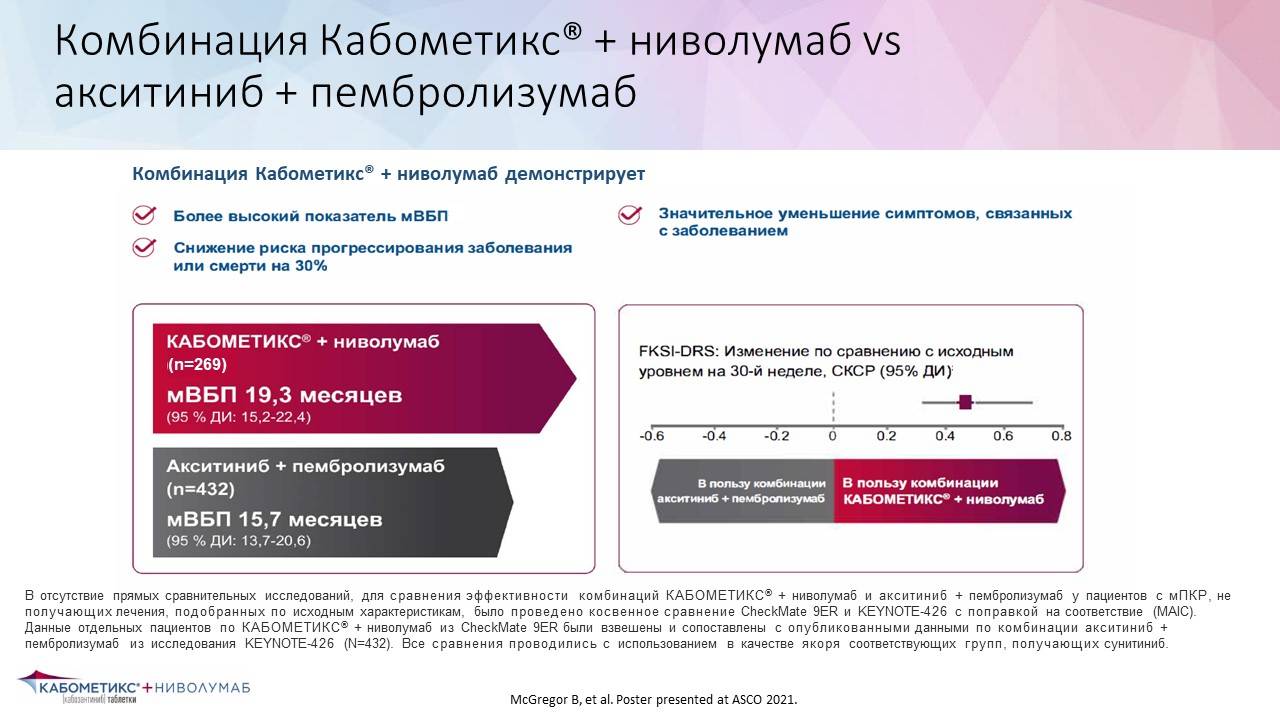 Комбинация Кабометикс® + ниволумаб vs
акситиниб + пембролизумаб
Комбинация Кабометикс® + ниволумаб демонстрирует
Более высокий показатель мВБП
Снижение риска прогрессирования заболевания
или смерти на 30%
Значительное уменьшение симптомов, связанных
с заболеванием
КАБОМЕТИКС® + ниволумаб
(n=269)
мВБП 19,3 месяцев
(95 % ДИ: 15,2-22,4)
Акситиниб + пембролизумаб
(n=432)
мВБП 15,7 месяцев
(95 % ДИ: 13,7-20,6)
FKSI-DRS: Изменение по сравнению с исходным
уровнем на 30-й неделе, СКСР (95% ДИ)
-0.6 -0.4 -0.2 0 0.2 0.4 0.6 0.8
В пользу комбинации
акситиниб + пембролизумаб
В пользу комбинации
КАБОМЕТИКС® + ниволумаб
В отсутствие прямых сравнительных исследований, для сравнения эффективности комбинаций КАБОМЕТИКС® + ниволумаб и акситиниб + пембролизумаб у пациентов с мПКР, не
получающих лечения, подобранных по исходным характеристикам, было проведено косвенное сравнение CheckMate 9ER и KEYNOTE-426 с поправкой на соответствие (MAIC).
Данные отдельных пациентов по КАБОМЕТИКС® + ниволумаб из CheckMate 9ER были взвешены и сопоставлены с опубликованными данными по комбинации акситиниб +
пембролизумаб из исследования KEYNOTE-426 (N=432). Все сравнения проводились с использованием в качестве якоря соответствующих групп, получающих сунитиниб.
КАБОМЕТИКС®+НИВОЛУМАБ
(кабозантиниб) таблетки
McGregor B, et al. Poster presented at ASCO 2021.